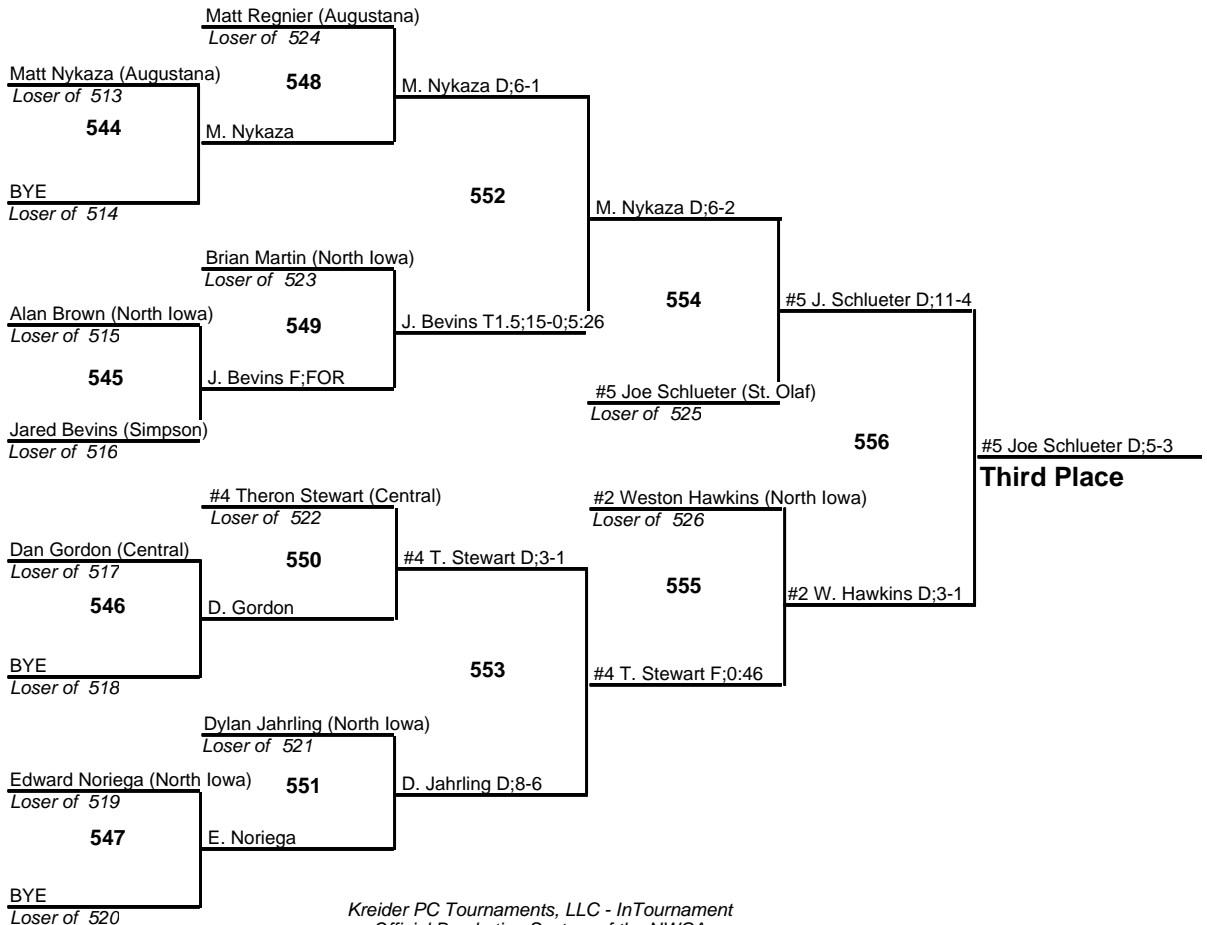 Matt Regnier (Augustana)
Loser of 524
Matt Nykaza (Augustana)
Loser of 513
548
M. Nykaza D;6-1
544
M. Nykaza
BYE
Loser of 514
552
M. Nykaza D;6-2
Brian Martin (North Iowa)
Loser of 523
Alan Brown (North Iowa)
Loser of 515
549
J. Bevins T1.5;15-0;5:26
554
#5 J. Schlueter D;11-4
545
J. Bevins F;FOR
#5 Joe Schlueter (St. Olaf)
Loser of 525
Jared Bevins (Simpson)
Loser of 516
556
#5 Joe Schlueter D;5-3
Third Place
#4 Theron Stewart (Central)
Loser of 522
#2 Weston Hawkins (North Iowa)
Loser of 526
Dan Gordon (Central)
Loser of 517
550
#4 T. Stewart D;3-1
555
#2 W. Hawkins D;3-1
546
D. Gordon
BYE
Loser of 518
553
#4 T. Stewart F;0:46
Dylan Jahrling (North Iowa)
Loser of 521
Edward Noriega (North Iowa)
Loser of 519
551
D. Jahrling D;8-6
547
E. Noriega
BYE
Loser of 520
Kreider PC Tournaments, LLC - InTournament